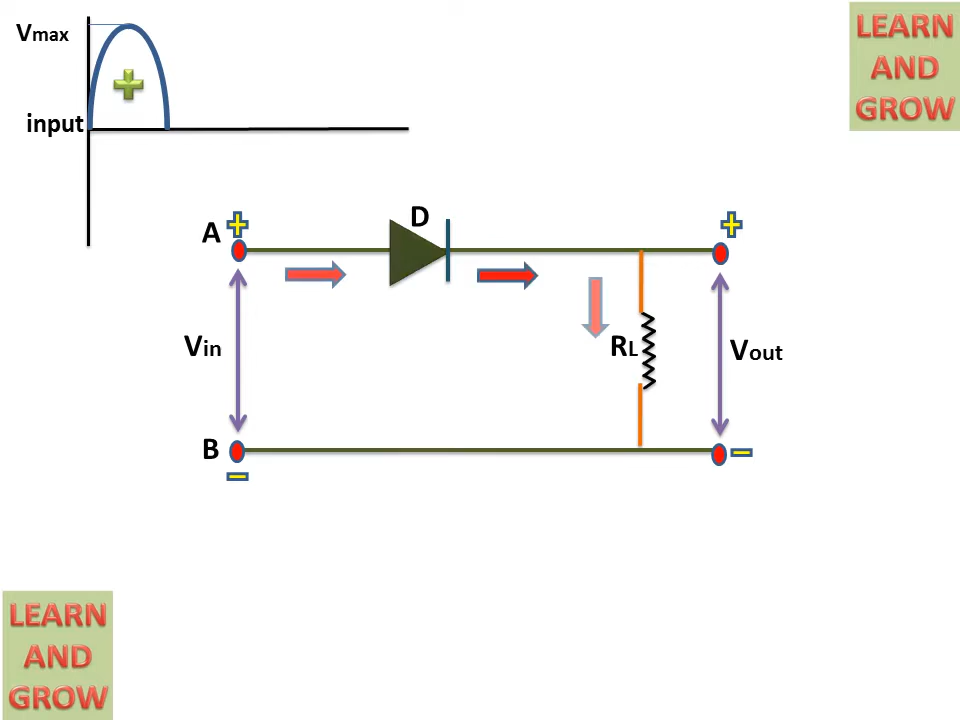 Vmax
input
LEARN
AND
GROW
A
D
Vin
RL
Vout
B
LEARN
AND
GROW